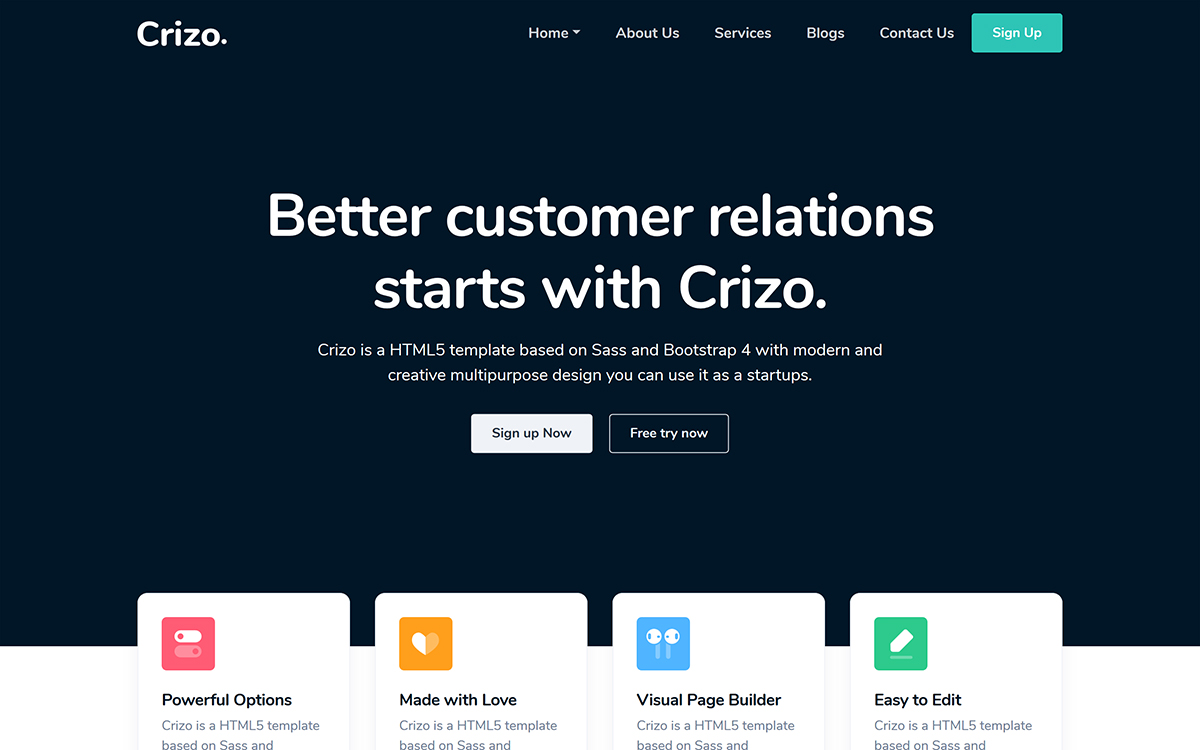 Crizo.
Home
About Us
Services
Blogs
Contact Us
Sign Up
Better customer relations
starts with Crizo.
Crizo is a HTML5 template based on Sass and Bootstrap 4 with modern and
creative multipurpose design you can use it as a startups.
Sign up Now
Free try now
Powerful Options
Crizo is a HTML5 template
based on Sass and
Made with Love
Crizo is a HTML5 template
based on Sass and
Visual Page Builder
Crizo is a HTML5 template
based on Sass and
Easy to Edit
Crizo is a HTML5 template
based on Sass and